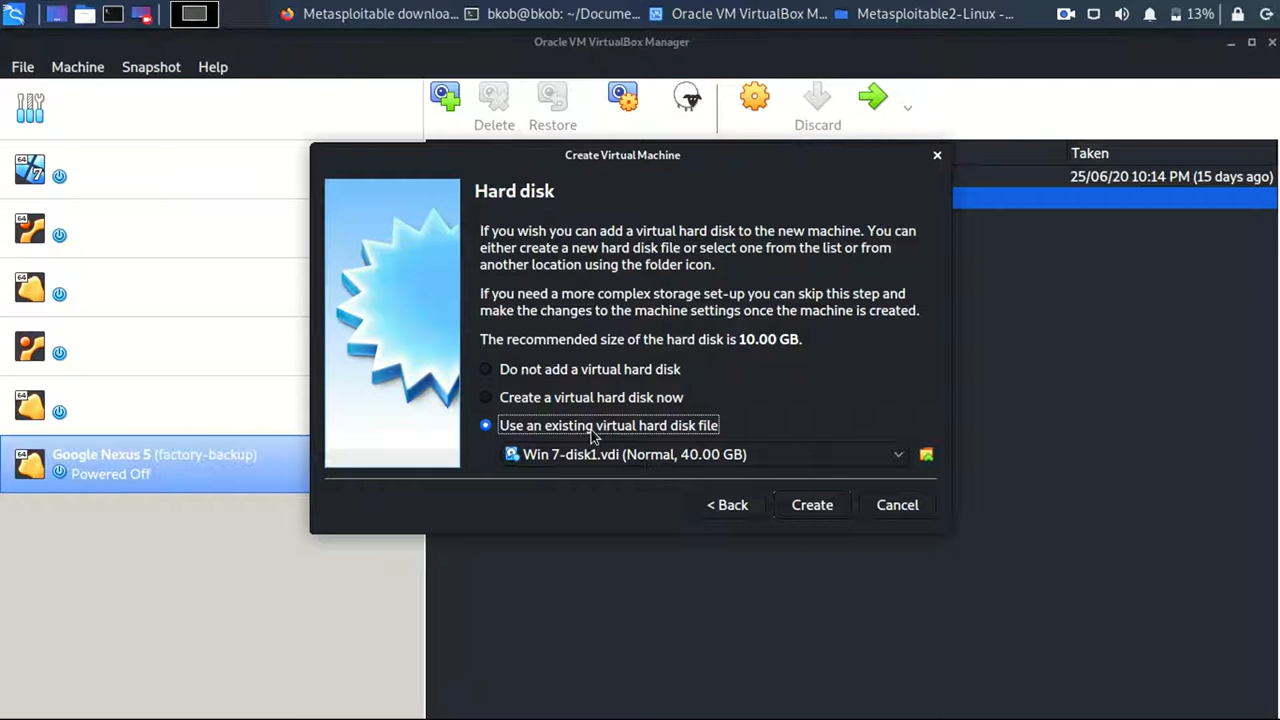 Metasploitable downloa...
bkob@bkob: ~/Docume...
Oracle VM VirtualBox M...
Metasploitable2-Linux -...
13%
Oracle VM VirtualBox Manager
File Machine Snapshot Help
Delete Restore Discard
Create Virtual Machine
Taken
25/06/20 10:14 PM (15 days ago)
64
7
64
64
64
64
64
Google Nexus 5 (factory-backup)
Powered Off
Hard disk
If you wish you can add a virtual hard disk to the new machine. You can
either create a new hard disk file or select one from the list or from
another location using the folder icon.
If you need a more complex storage set-up you can skip this step and
make the changes to the machine settings once the machine is created.
The recommended size of the hard disk is 10.00 GB.
Do not add a virtual hard disk
Create a virtual hard disk now
Use an existing virtual hard disk file
Win 7-disk1.vdi (Normal, 40.00 GB)
< Back Create Cancel